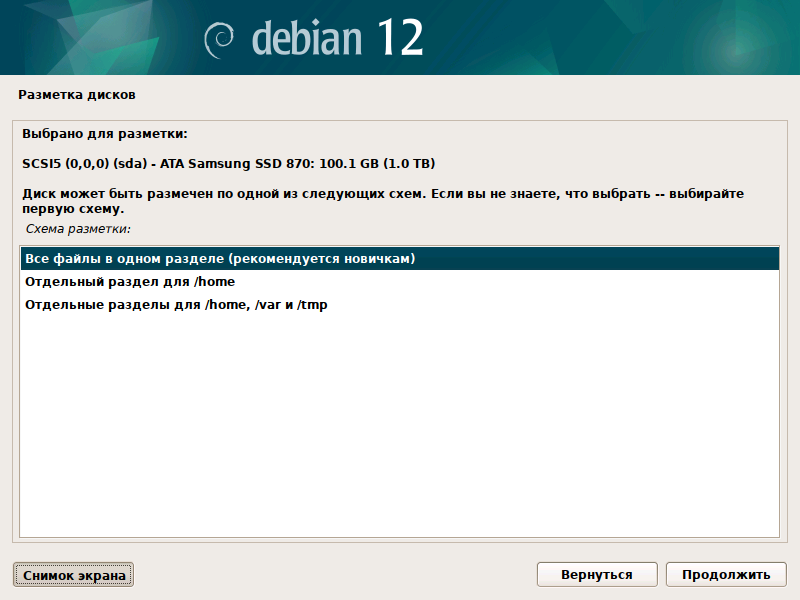 debian 12
Разметка дисков
Выбрано для разметки:
SCSI5 (0,0,0) (sda) - ATA Samsung SSD 870: 100.1 GB (1.0 TB)
Диск может быть размечен по одной из следующих схем. Если вы не знаете, что выбрать -- выбирайте
первую схему.
Схема разметки:
Все файлы в одном разделе (рекомендуется новичкам)
Отдельный раздел для /home
Отдельные разделы для /home, /var и /tmp
Снимок экрана
Вернуться
Продолжить